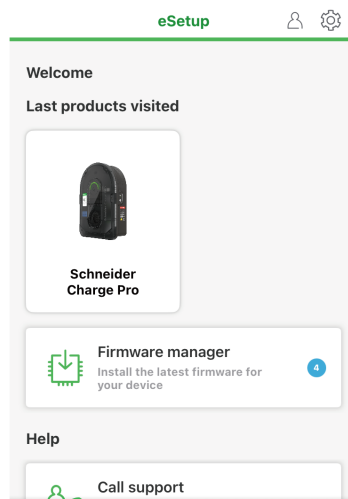 eSetup
Welcome
Last products visited
Schneider
Charge Pro
Firmware manager
Install the latest firmware for
your device
4
Help
Call support